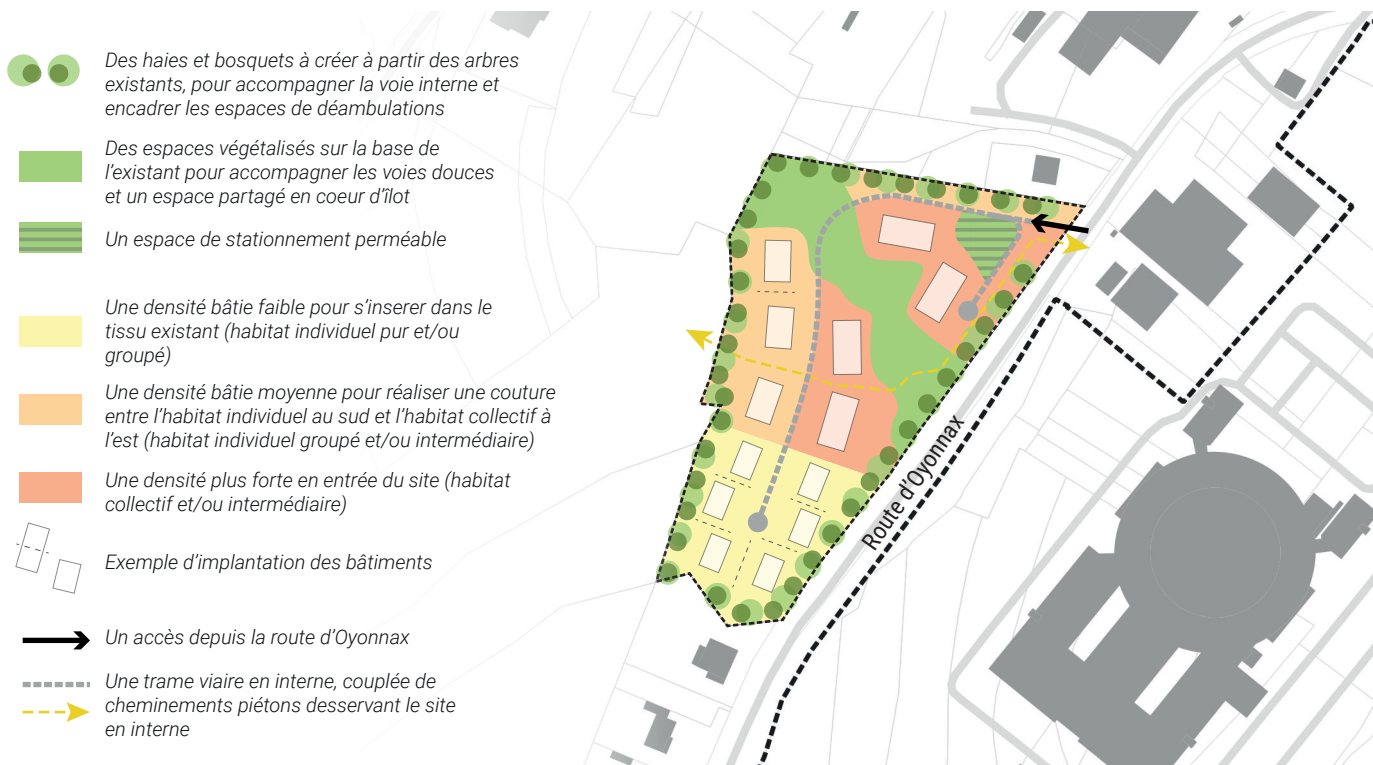 Des haies et bosquets à créer à partir des arbres
existants, pour accompagner la voie interne et
encadrer les espaces de déambulations
Des espaces végétalisés sur la base de
l'existant pour accompagner les voies douces
et un espace partagé en coeur d'îlot
Un espace de stationnement perméable
Une densité bâtie faible pour s'inserer dans le
tissu existant (habitat individuel pur et/ou
groupé)
Une densité bâtie moyenne pour réaliser une couture
entre l'habitat individuel au sud et l'habitat collectif à
l'est (habitat individuel groupé et/ou intermédiaire)
Une densité plus forte en entrée du site (habitat
collectif et/ou intermédiaire)
Exemple d'implantation des bâtiments
Un accès depuis la route d'Oyonnax
Une trame viaire en interne, couplée de
cheminements piétons desservant le site
en interne
Route d'Oyonnax